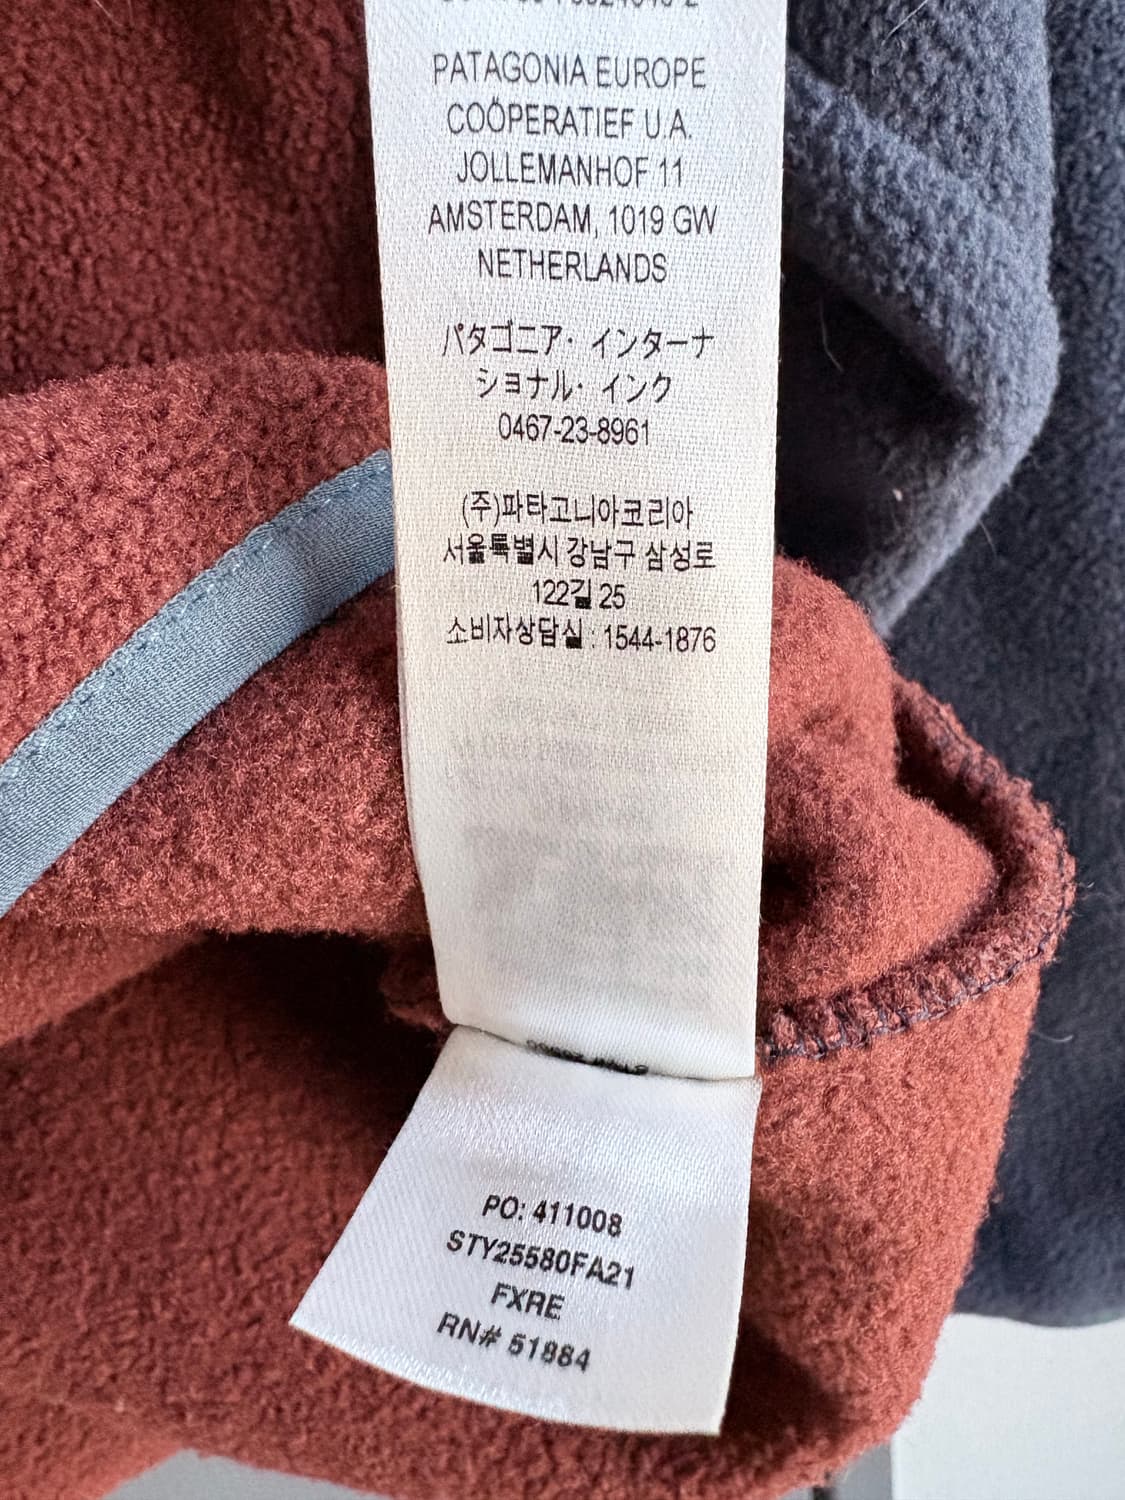 PATAGONIA EUROPE
COÖPERATIEF U.A.
JOLLEMANHOF 11
AMSTERDAM, 1019 GW
NETHERLANDS
パタゴニア・インターナ
ショナル・インク
0467-23-8961
(주)파타고니아코리아
서울특별시 강남구 삼성로
122길 25
소비자상담실 : 1544-1876
PO: 411008
STY25580FA21
FXRE
RN# 51884